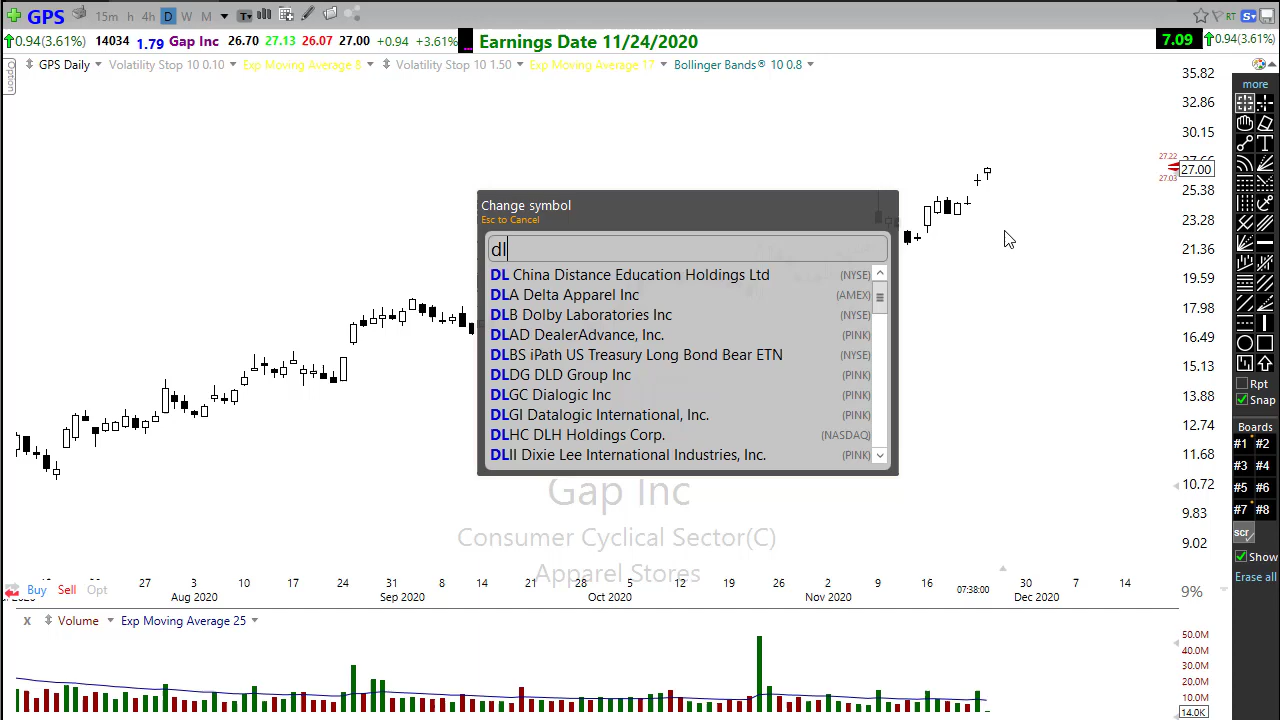 GPS 15m h 4h D W M T
0.94(3.61%) 14034 1.79 Gap Inc 26.70 27.13 26.07 27.00 +0.94 +3.61% ... Earnings Date 11/24/2020 7.09 0.94(3.61%)
RT S
Option
GPS Daily Volatility Stop 10 0.10 Exp Moving Average 8 Volatility Stop 10 1.50 Exp Moving Average 17 Bollinger Bands® 10 0.8
35.82
32.86
30.15
27.22
27.00
27.03
25.38
23.28
21.36
19.59
17.98
16.49
15.13
13.88
12.74
11.68
10.72
9.83
9.02
more
T
Rpt
Snap
Boards
#1 #2
#3 #4
#5 #6
#7 #8
scr
Show
Erase all
Change symbol
Esc to Cancel
dl
DL China Distance Education Holdings Ltd (NYSE)
DLA Delta Apparel Inc (AMEX)
DLB Dolby Laboratories Inc (NYSE)
DLAD DealerAdvance, Inc. (PINK)
DLBS iPath US Treasury Long Bond Bear ETN (NYSE)
DLDG DLD Group Inc (PINK)
DLGC Dialogic Inc (PINK)
DLGI Datalogic International, Inc. (PINK)
DLHC DLH Holdings Corp. (NASDAQ)
DLII Dixie Lee International Industries, Inc. (PINK)
Gap Inc
Consumer Cyclical Sector(C)
Apparel Stores
27 3 10 17 24 31 8 14 21 28 5 12 19 26 2 9 16 30 7 14
Buy Sell Opt
07:38:00
9%
Aug 2020 Sep 2020 Oct 2020 Nov 2020 Dec 2020
X Volume Exp Moving Average 25
50.0M
40.0M
30.0M
20.0M
10.0M
14.0K